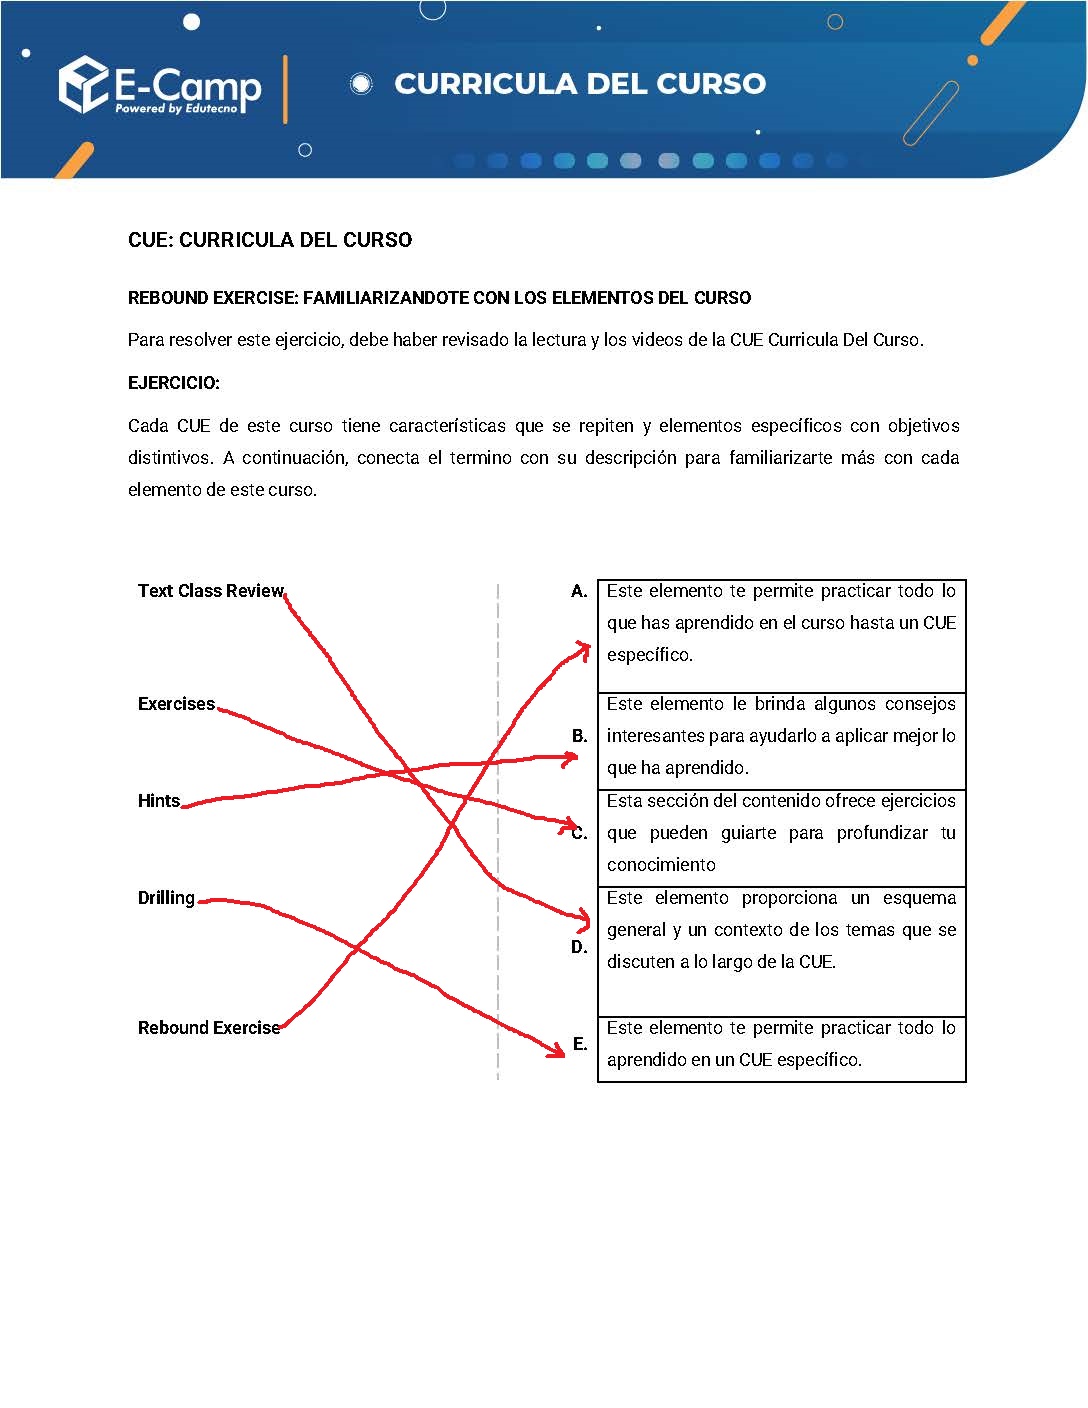 E-Camp
Powered by Edutecno
CURRICULA DEL CURSO
CUE: CURRICULA DEL CURSO
REBOUND EXERCISE: FAMILIARIZANDOTE CON LOS ELEMENTOS DEL CURSO
Para resolver este ejercicio, debe haber revisado la lectura y los videos de la CUE Curricula Del Curso.
EJERCICIO:
Cada CUE de este curso tiene características que se repiten y elementos específicos con objetivos
distintivos. A continuación, conecta el termino con su descripción para familiarizarte más con cada
elemento de este curso.
Text Class Review
Exercises
Hints
Drilling
Rebound Exercise
A. Este elemento te permite practicar todo lo
que has aprendido en el curso hasta un CUE
específico.
Este elemento le brinda algunos consejos
B. interesantes para ayudarlo a aplicar mejor lo
que ha aprendido.
Esta sección del contenido ofrece ejercicios
C. que pueden guiarte para profundizar tu
conocimiento
Este elemento proporciona un esquema
general y un contexto de los temas que se
D. discuten a lo largo de la CUE.
Este elemento te permite practicar todo lo
E. aprendido en un CUE específico.